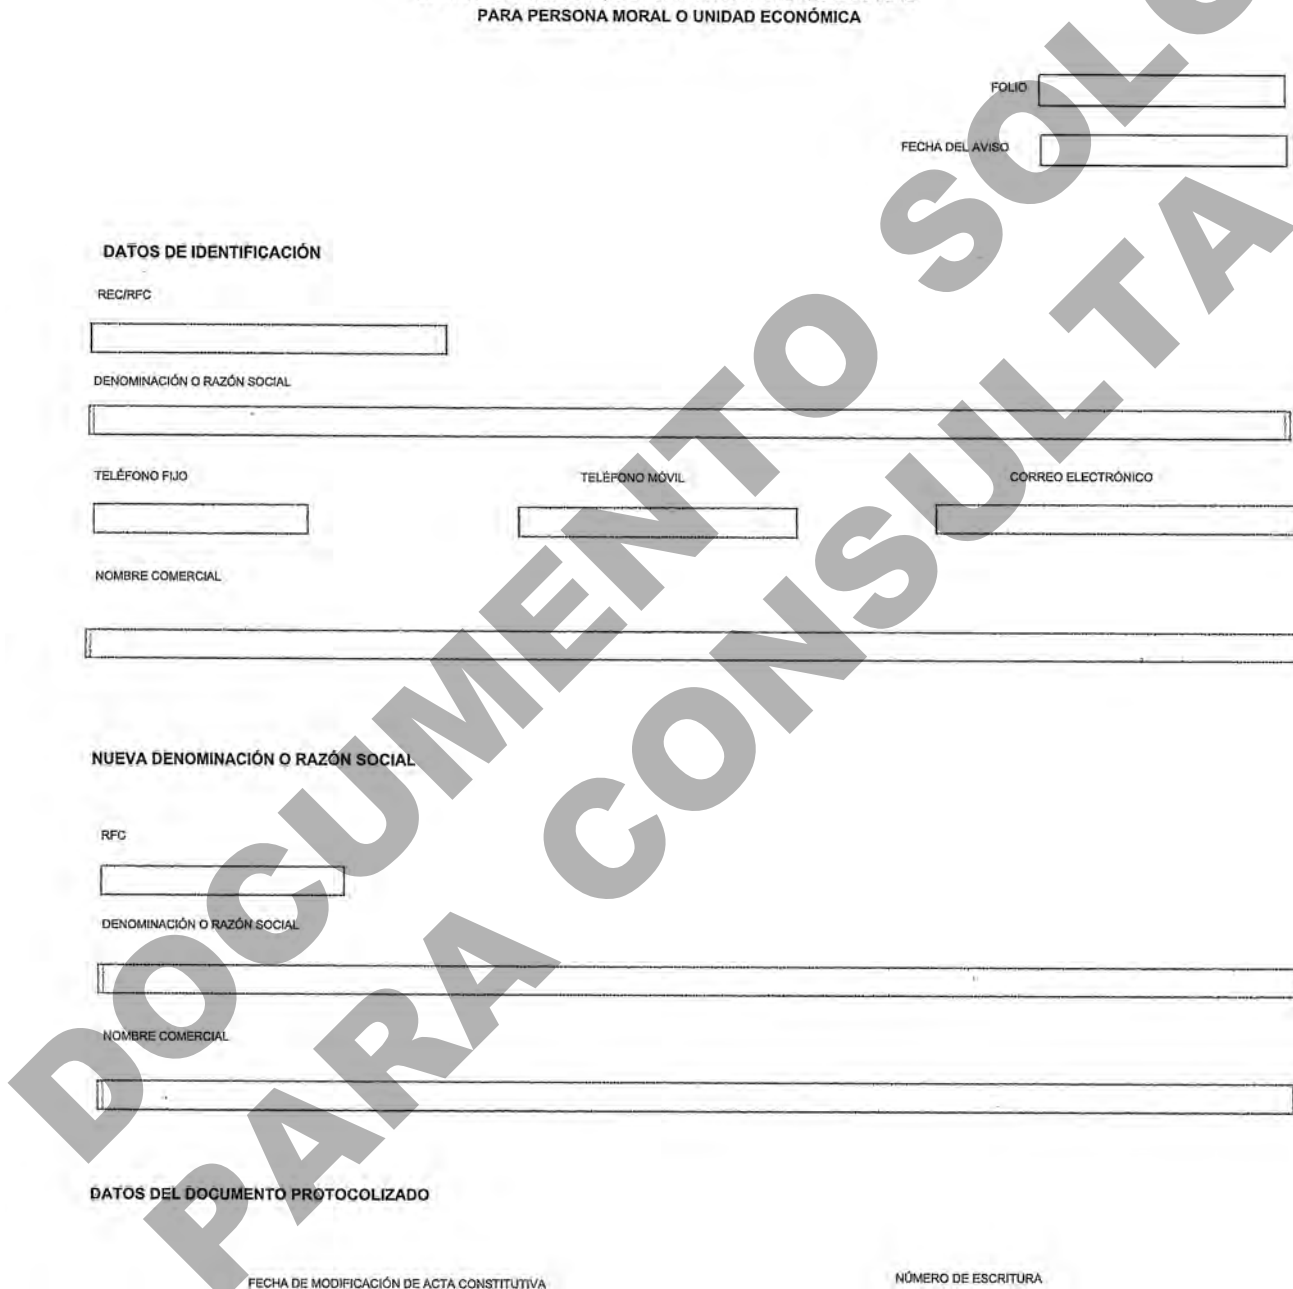 PARA PERSONA MORAL O UNIDAD ECONÓMICA
FOLIO
FECHA DEL AVISO
DATOS DE IDENTIFICACIÓN
REC/RFC
DENOMINACIÓN O RAZÓN SOCIAL
TELÉFONO FIJO TELÉFONO MÓVIL CORREO ELECTRÓNICO
NOMBRE COMERCIAL
NUEVA DENOMINACIÓN O RAZÓN SOCIAL
RFC
DENOMINACIÓN O RAZÓN SOCIAL
NOMBRE COMERCIAL
DATOS DEL DOCUMENTO PROTOCOLIZADO
FECHA DE MODIFICACIÓN DE ACTA CONSTITUTIVA NÚMERO DE ESCRITURA
DOCUMENTO SOLO
PARA CONSULTA